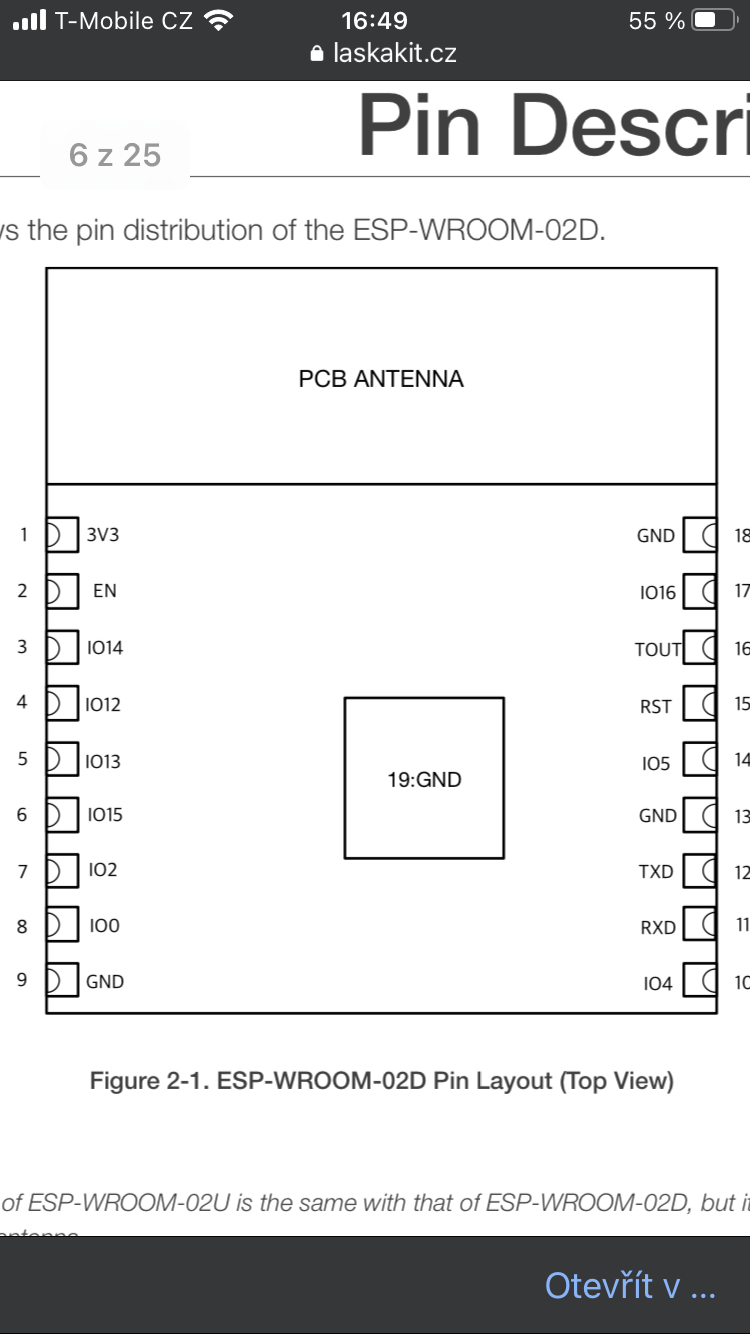 T-Mobile CZ 16:49 55 %
laskakit.cz
Pin Descri
6 z 25
ws the pin distribution of the ESP-WROOM-02D.
PCB ANTENNA
1 3V3 GND 18
2 EN IO16 17
3 IO14 TOUT 16
4 IO12 RST 15
5 IO13 IO5 14
19:GND
6 IO15 GND 13
7 IO2 TXD 12
8 IO0 RXD 11
9 GND IO4 10
Figure 2-1. ESP-WROOM-02D Pin Layout (Top View)
of ESP-WROOM-02U is the same with that of ESP-WROOM-02D, but it
antenna
Otevřít v ...